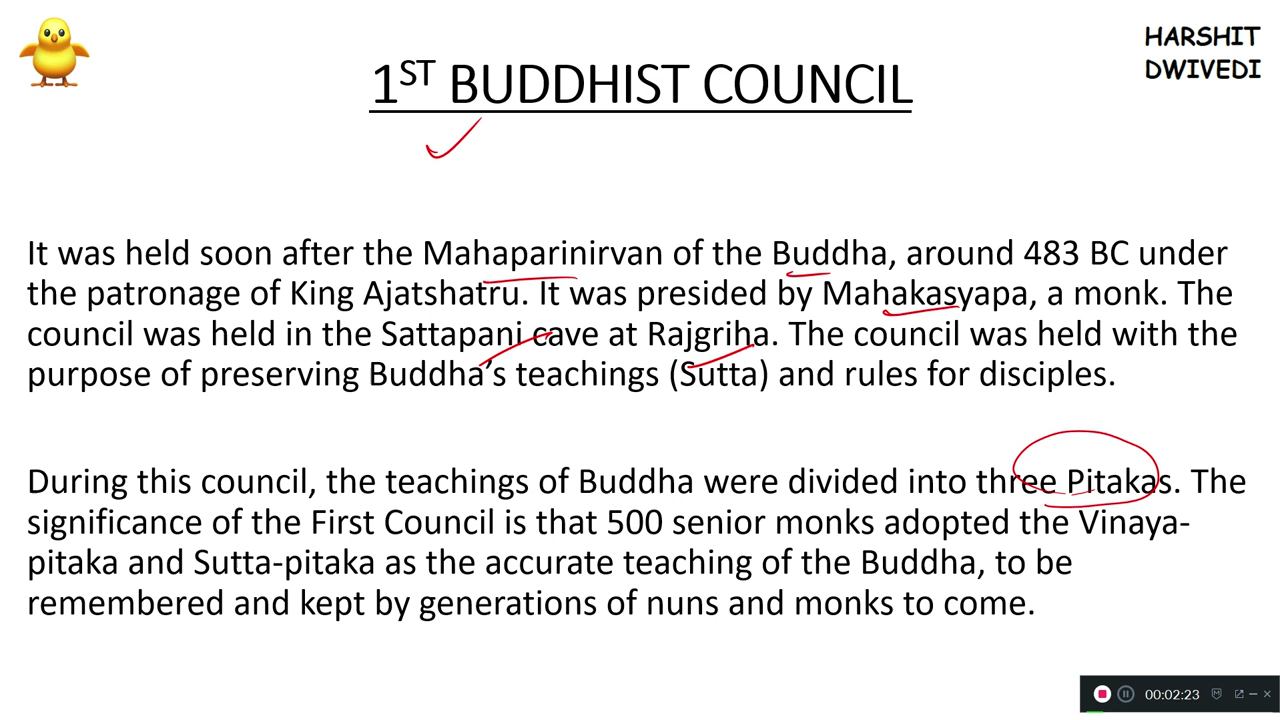 HARSHIT
DWIVEDI
1ST BUDDHIST COUNCIL
It was held soon after the Mahaparinirvan of the Buddha, around 483 BC under
the patronage of King Ajatshatru. It was presided by Mahakasyapa, a monk. The
council was held in the Sattapani cave at Rajgriha. The council was held with the
purpose of preserving Buddha’s teachings (Sutta) and rules for disciples.
During this council, the teachings of Buddha were divided into three Pitakas. The
significance of the First Council is that 500 senior monks adopted the Vinaya-
pitaka and Sutta-pitaka as the accurate teaching of the Buddha, to be
remembered and kept by generations of nuns and monks to come.
00:02:23